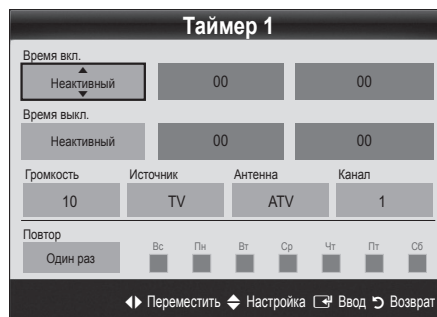 Таймер 1
Время вкл.
Неактивный 00 00
Время выкл.
Неактивный 00 00
Громкость Источник Антенна Канал
10 TV ATV 1
Повтор
Вс Пн Вт Ср Чт Пт Сб
Один раз
Переместить Настройка Ввод Возврат